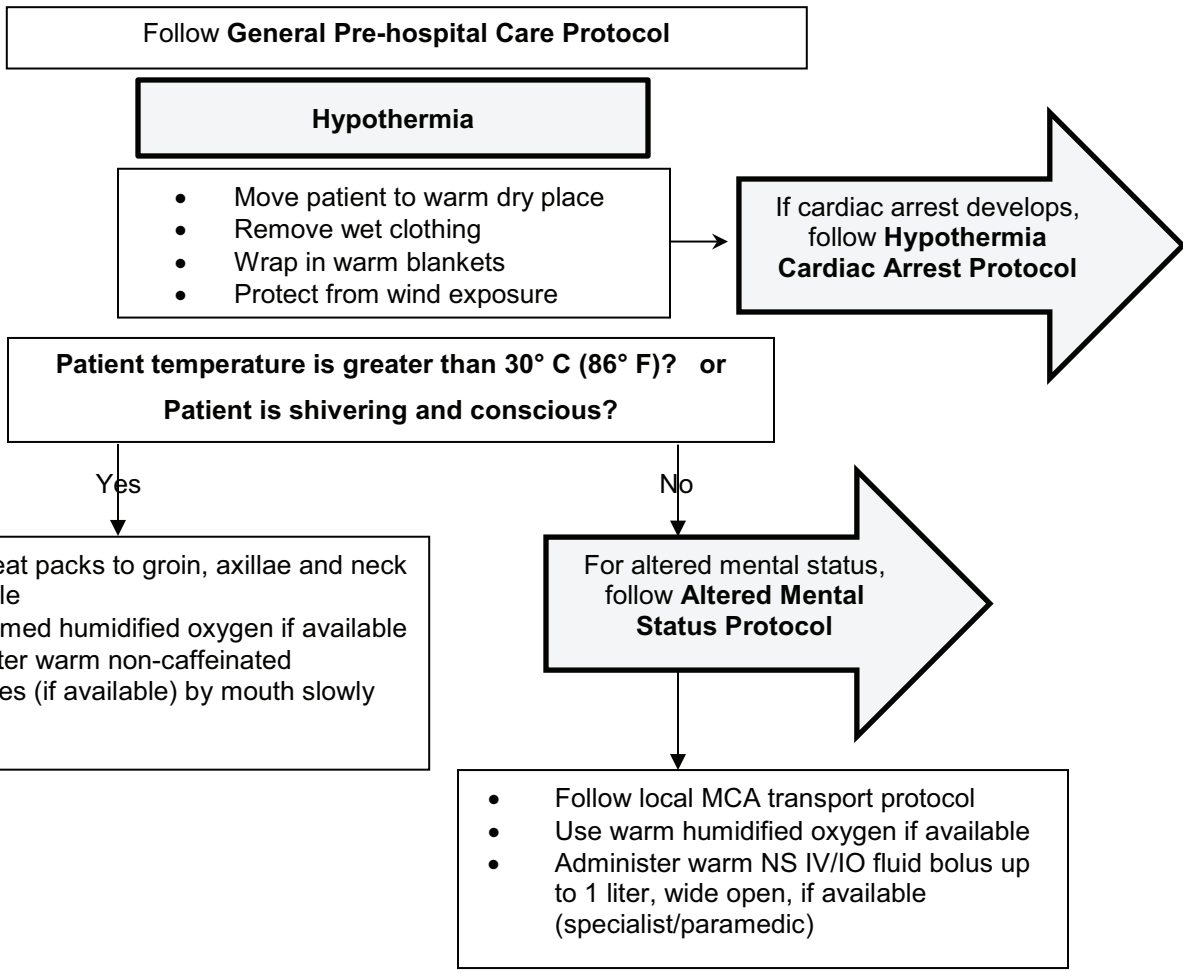 Follow General Pre-hospital Care Protocol
Hypothermia
• Move patient to warm dry place
• Remove wet clothing
• Wrap in warm blankets
• Protect from wind exposure
If cardiac arrest develops,
follow Hypothermia
Cardiac Arrest Protocol
Patient temperature is greater than 30° C (86° F)? or
Patient is shivering and conscious?
Yes
No
eat packs to groin, axillae and neck
le
med humidified oxygen if available
ter warm non-caffeinated
es (if available) by mouth slowly
For altered mental status,
follow Altered Mental
Status Protocol
• Follow local MCA transport protocol
• Use warm humidified oxygen if available
• Administer warm NS IV/IO fluid bolus up
to 1 liter, wide open, if available
(specialist/paramedic)